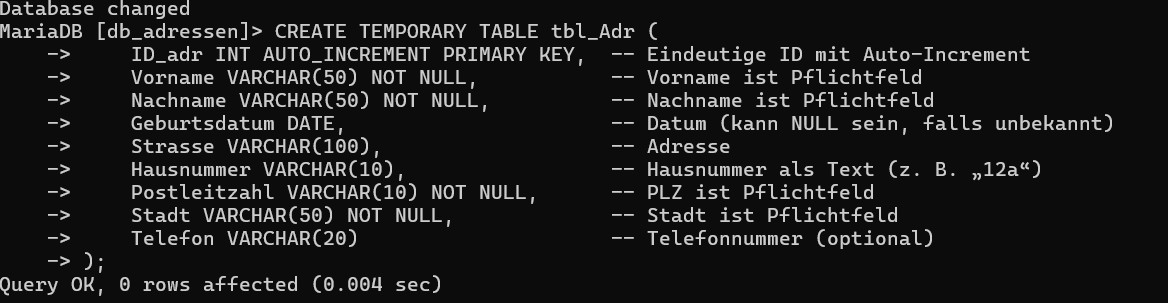 Database changed
MariaDB [db_adressen]> CREATE TEMPORARY TABLE tbl_Adr (
    ->     ID_adr INT AUTO_INCREMENT PRIMARY KEY,  -- Eindeutige ID mit Auto-Increment
    ->     Vorname VARCHAR(50) NOT NULL,           -- Vorname ist Pflichtfeld
    ->     Nachname VARCHAR(50) NOT NULL,          -- Nachname ist Pflichtfeld
    ->     Geburtsdatum DATE,                      -- Datum (kann NULL sein, falls unbekannt)
    ->     Strasse VARCHAR(100),                   -- Adresse
    ->     Hausnummer VARCHAR(10),                 -- Hausnummer als Text (z. B. „12a“)
    ->     Postleitzahl VARCHAR(10) NOT NULL,      -- PLZ ist Pflichtfeld
    ->     Stadt VARCHAR(50) NOT NULL,             -- Stadt ist Pflichtfeld
    ->     Telefon VARCHAR(20)                     -- Telefonnummer (optional)
    -> );
Query OK, 0 rows affected (0.004 sec)